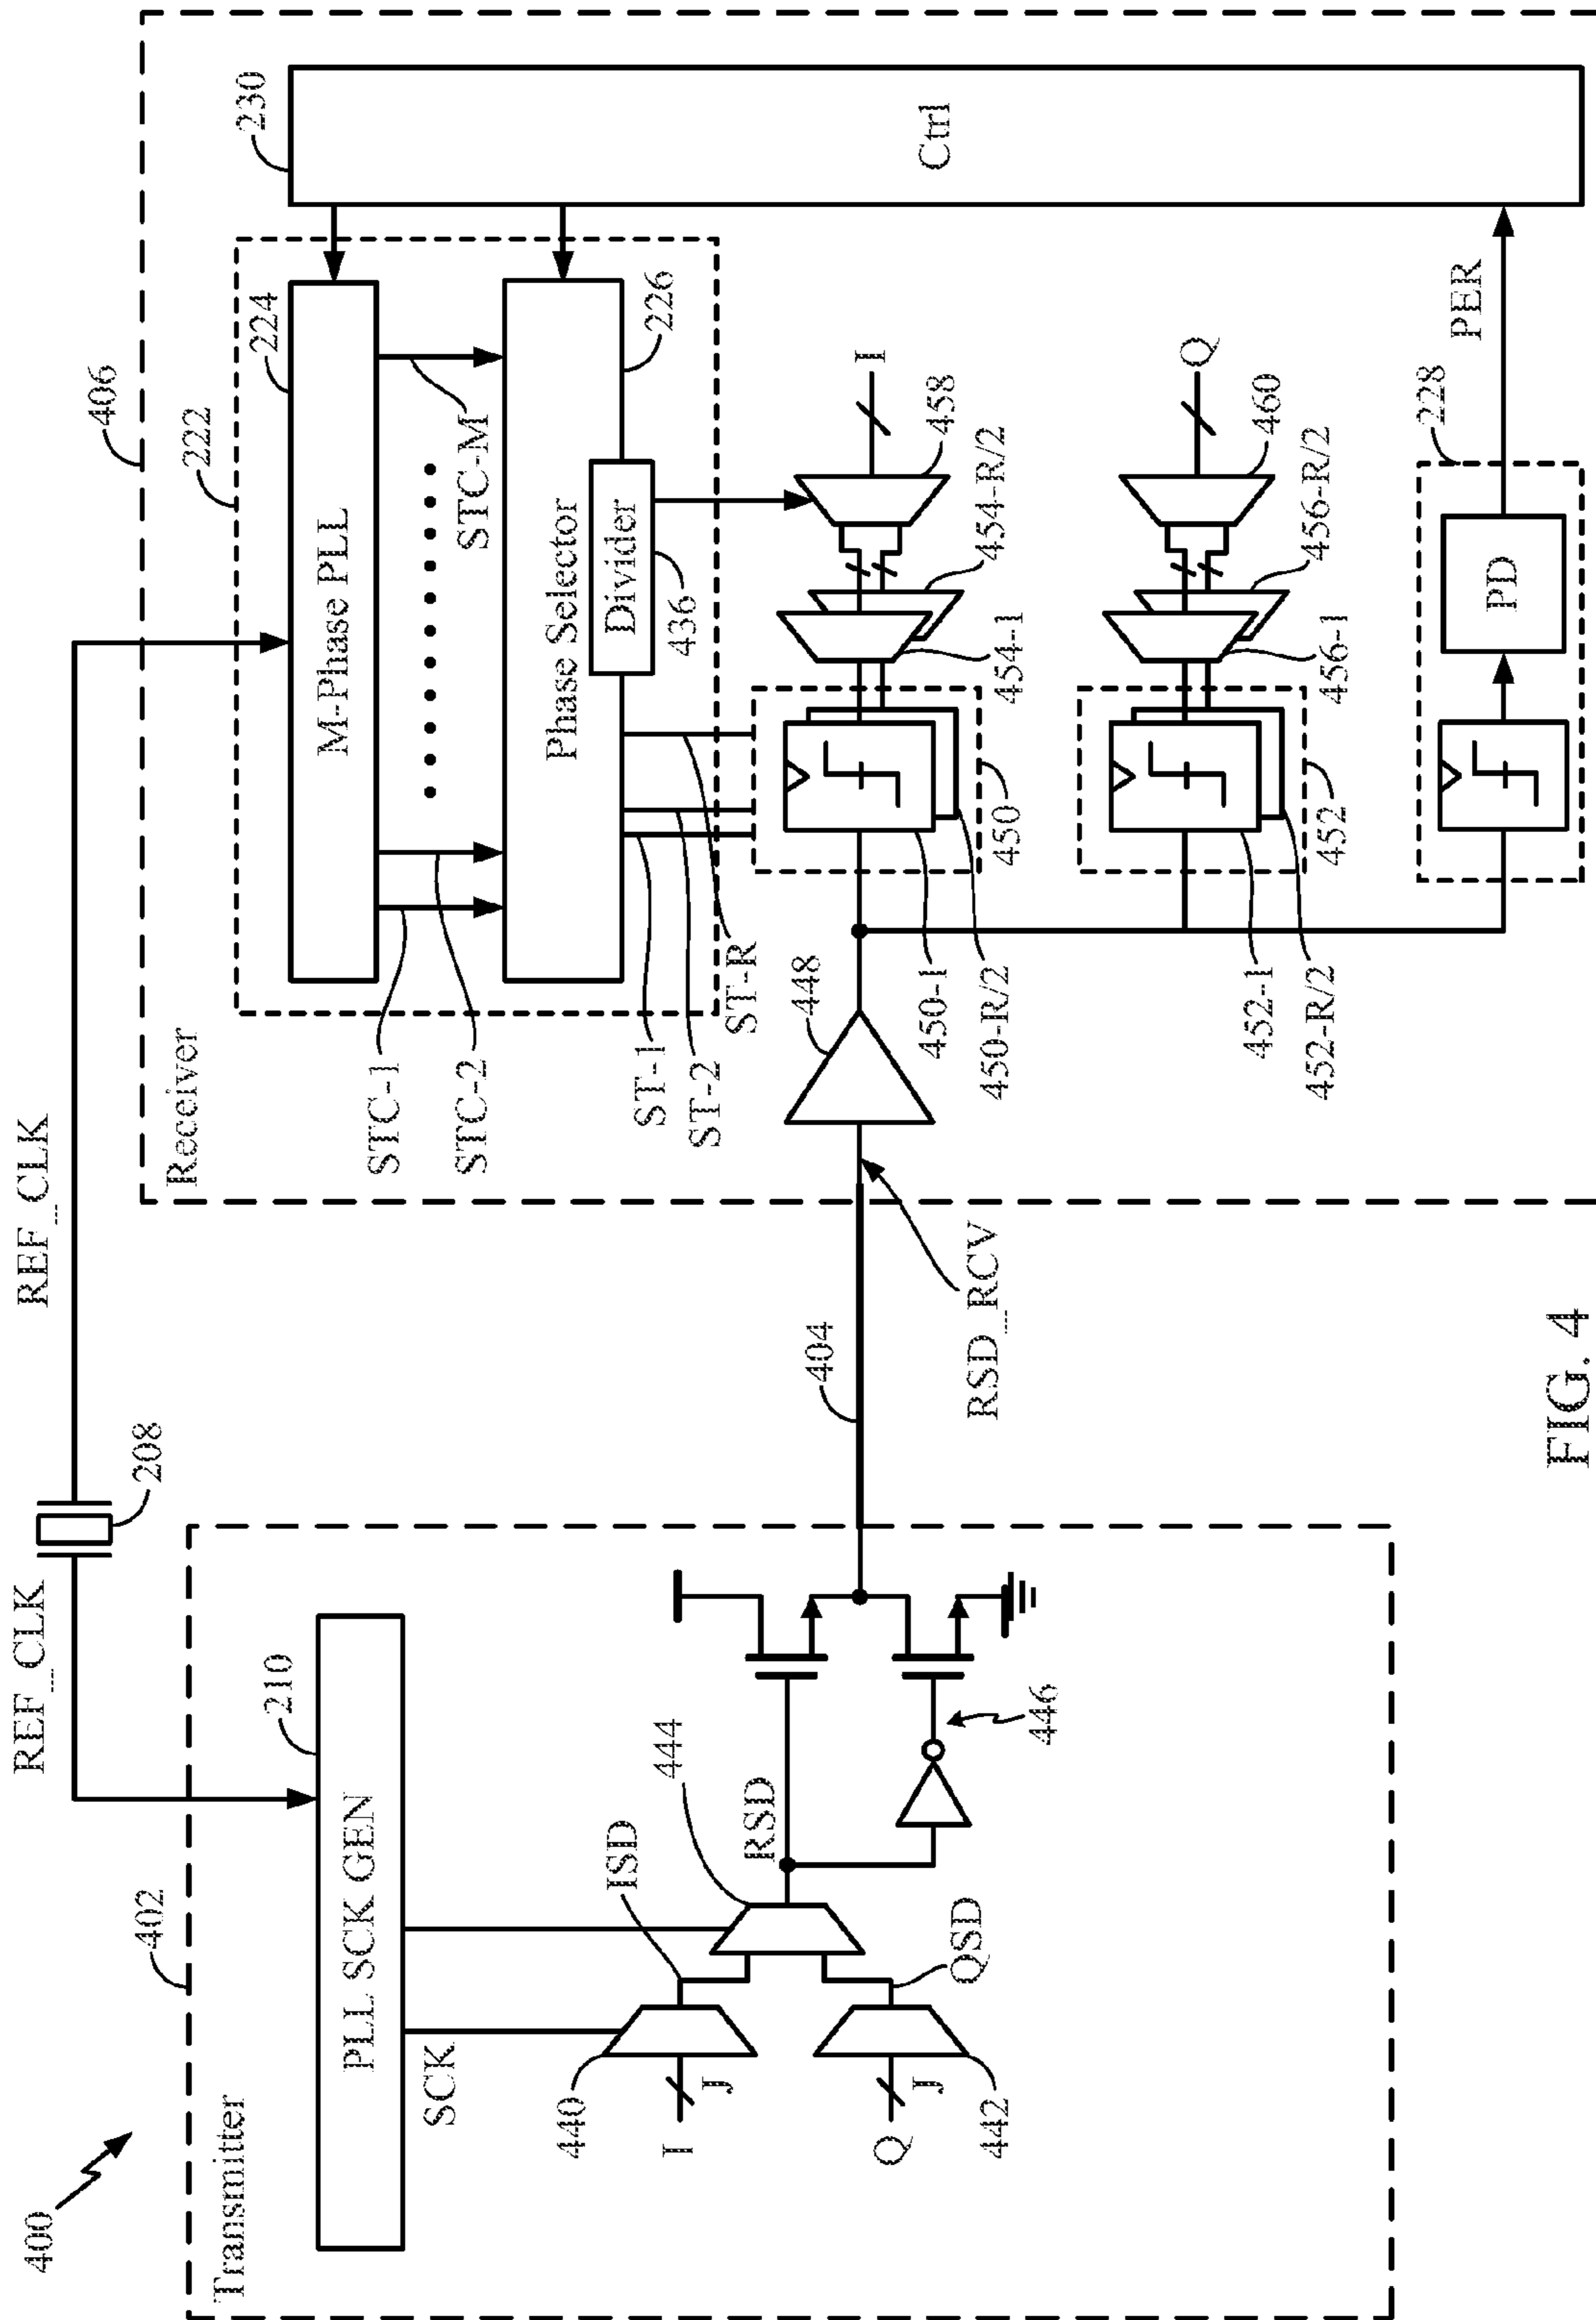 400
402
Transmitter
REF_CLK
208
REF_CLK
PLL SCK GEN
210
SCK
440
I
J
ISD
444
RSD
Q
J
442
QSD
446
404
RSD_RCV
406
Receiver
222
224
M-Phase PLL
STC-1
STC-2
STC-M
Phase Selector
226
Divider
436
230
Ctrl
ST-1
ST-2
ST-R
448
450-1
450-R/2
450
454-1
454-R/2
458
I
452-1
452-R/2
452
456-1
456-R/2
460
Q
228
PD
PER
FIG. 4